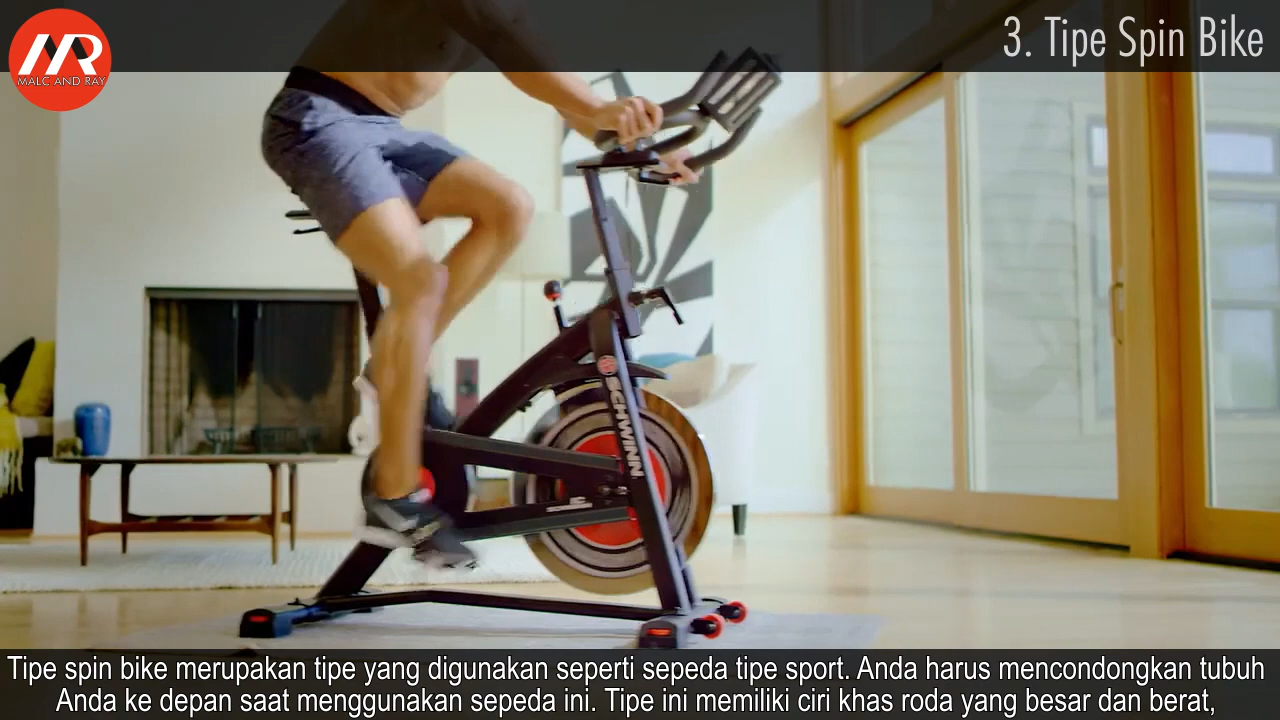 MR
MALC AND RAY
3. Tipe Spin Bike
SCHWINN
Tipe spin bike merupakan tipe yang digunakan seperti sepeda tipe sport. Anda harus mencondongkan tubuh
Anda ke depan saat menggunakan sepeda ini. Tipe ini memiliki ciri khas roda yang besar dan berat,